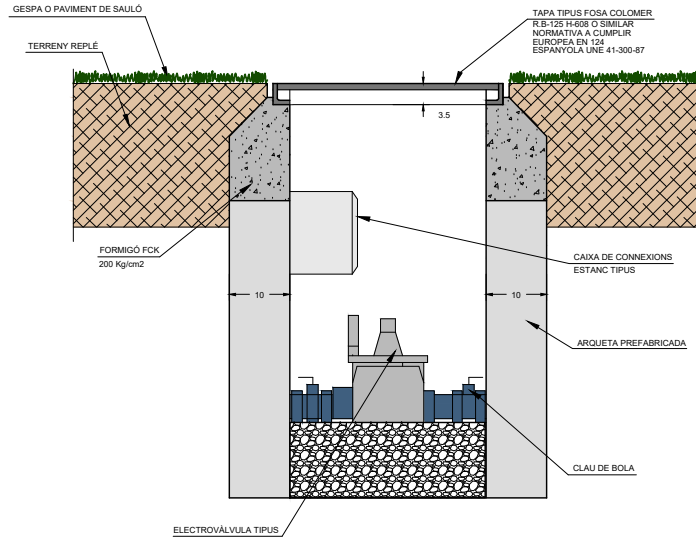 GESPA O PAVIMENT DE SAULÓ
TAPA TIPUS FOSA COLOMER
R.B-125 H-608 O SIMILAR
NORMATIVA A CUMPLIR
EUROPEA EN 124
ESPANYOLA UNE 41-300-87
TERRENY REPLÉ
3.5
FORMIGÓ FCK
200 Kg/cm2
CAIXA DE CONNEXIONS
ESTANC TIPUS
10
10
ARQUETA PREFABRICADA
CLAU DE BOLA
ELECTROVÀLVULA TIPUS